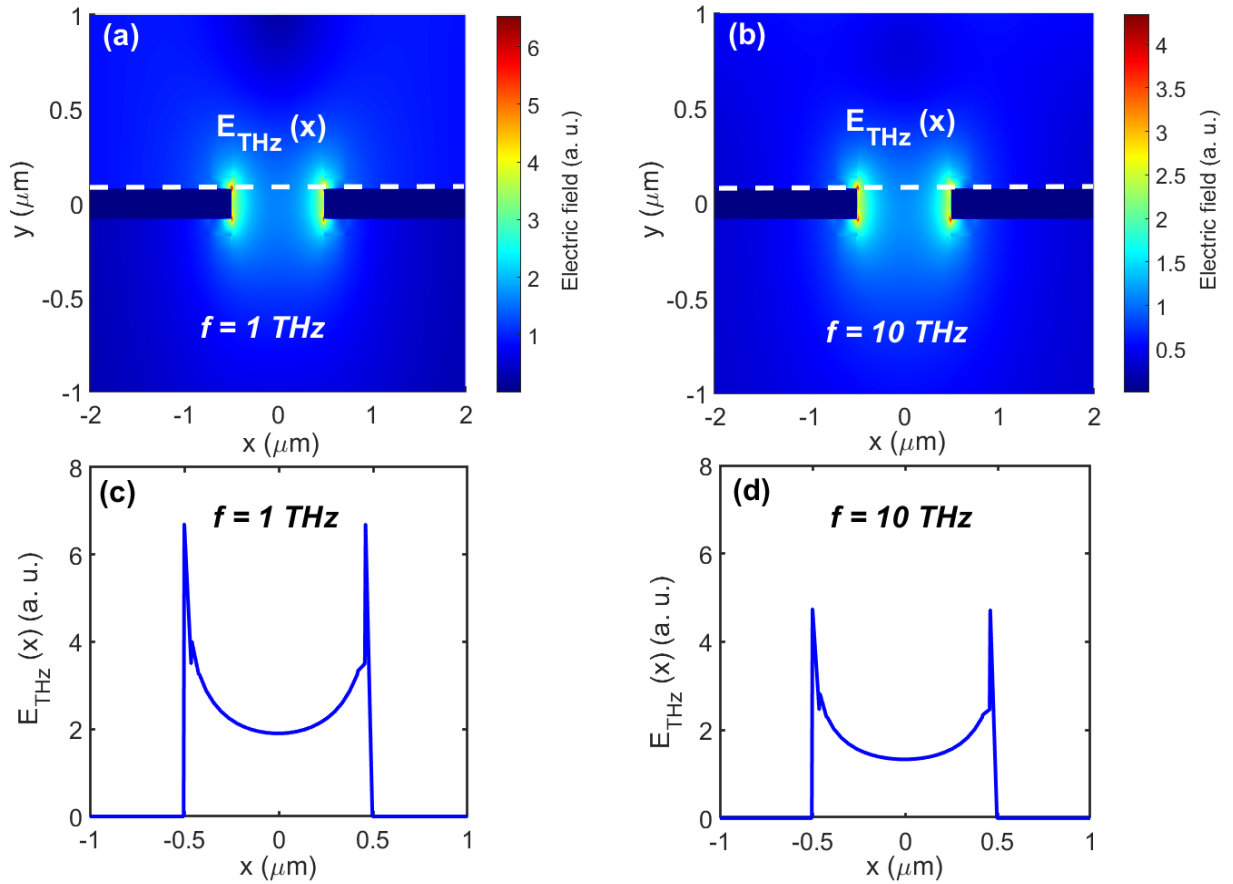 (a)
E_THz (x)
f = 1 THz
1
0.5
0
-0.5
-1
y (μm)
-2
-1
0
1
2
x (μm)
6
5
4
3
2
1
Electric field (a. u.)
(b)
E_THz (x)
f = 10 THz
1
0.5
0
-0.5
-1
y (μm)
-2
-1
0
1
2
x (μm)
4
3.5
3
2.5
2
1.5
1
0.5
Electric field (a. u.)
(c)
f = 1 THz
8
6
4
2
0
E_THz (x) (a. u.)
-1
-0.5
0
0.5
1
x (μm)
(d)
f = 10 THz
8
6
4
2
0
E_THz (x) (a. u.)
-1
-0.5
0
0.5
1
x (μm)